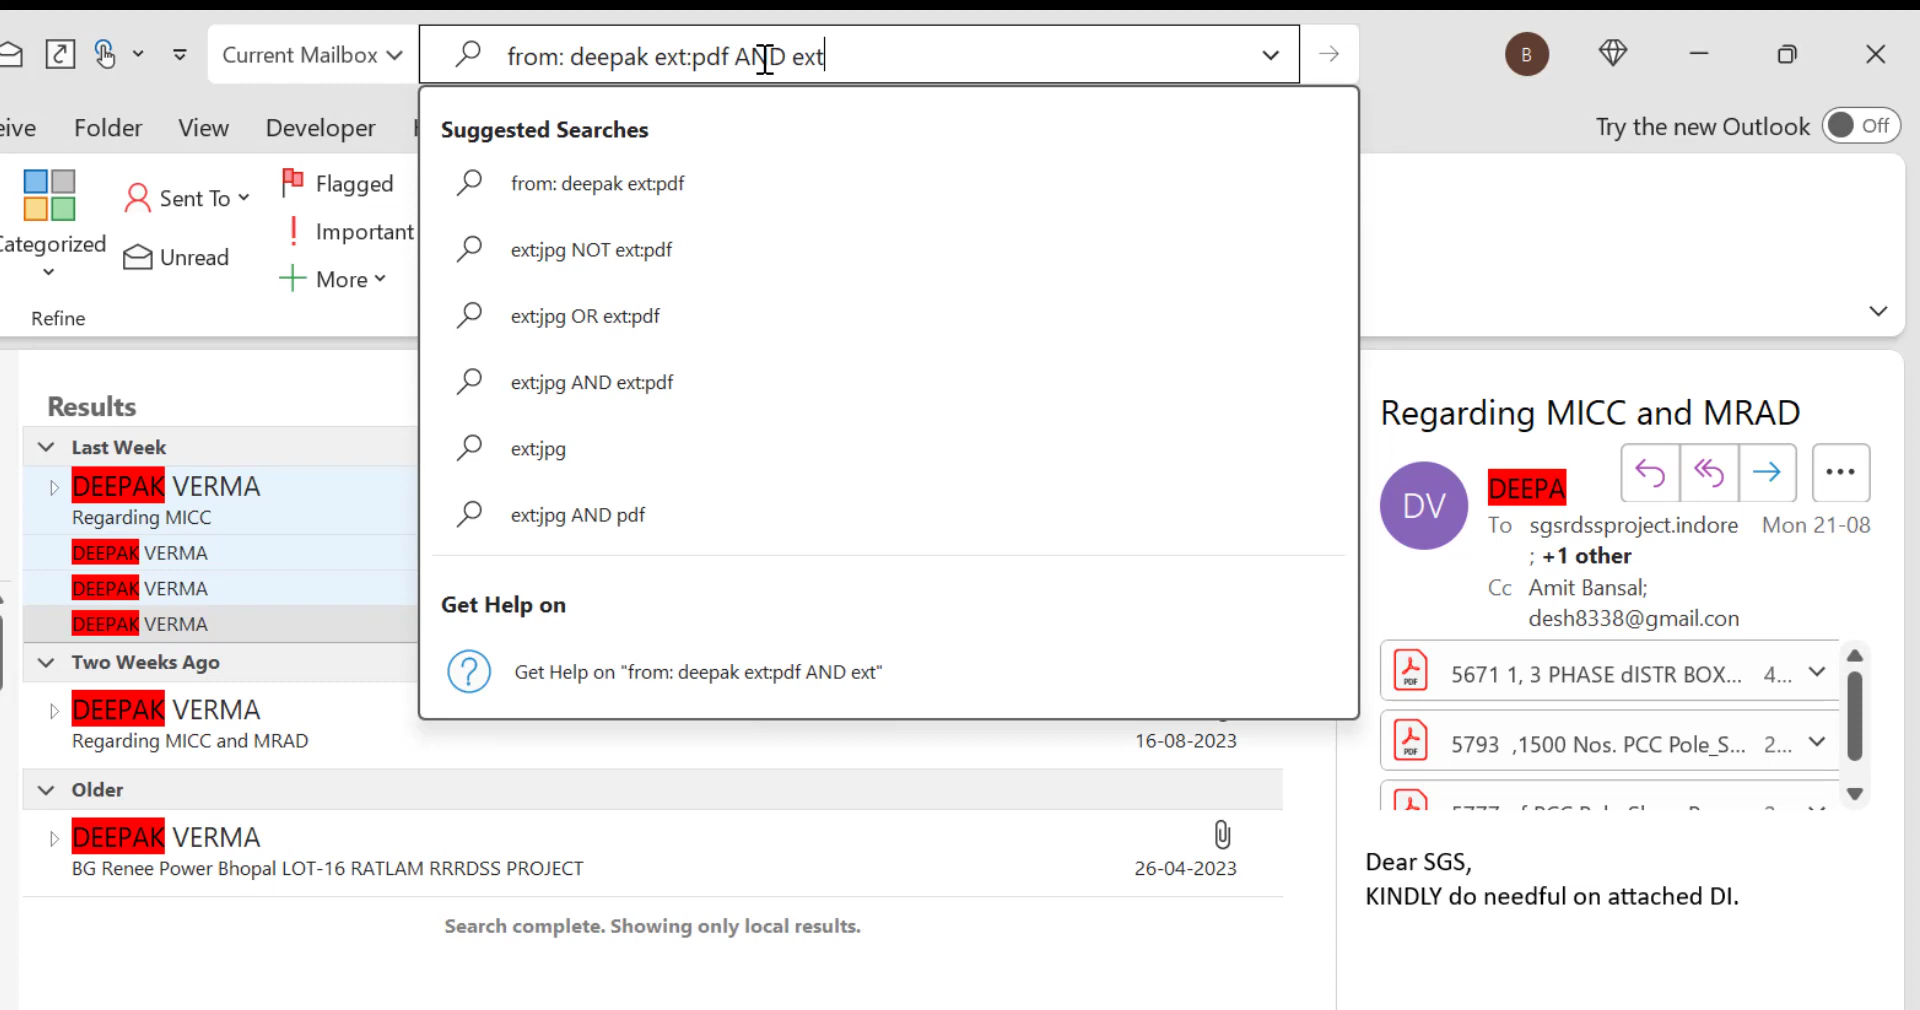 Current Mailbox
from: deepak ext:pdf AND ext
B
Folder View Developer
Try the new Outlook Off
Sent To
Flagged
Important
Unread
More
Refine
Suggested Searches
from: deepak ext:pdf
ext:jpg NOT ext:pdf
ext:jpg OR ext:pdf
ext:jpg AND ext:pdf
ext:jpg
ext:jpg AND pdf
Get Help on
Get Help on "from: deepak ext:pdf AND ext"
Results
Last Week
DEEPAK VERMA
Regarding MICC
DEEPAK VERMA
DEEPAK VERMA
DEEPAK VERMA
Two Weeks Ago
DEEPAK VERMA
Regarding MICC and MRAD 16-08-2023
Older
DEEPAK VERMA
BG Renee Power Bhopal LOT-16 RATLAM RRRDSS PROJECT 26-04-2023
Search complete. Showing only local results.
Regarding MICC and MRAD
DV
DEEPA
To sgsrdssproject.indore Mon 21-08
; +1 other
Cc Amit Bansal;
desh8338@gmail.con
PDF 5671 1, 3 PHASE dISTR BOX... 4...
PDF 5793 ,1500 Nos. PCC Pole_S... 2...
Dear SGS,
KINDLY do needful on attached DI.